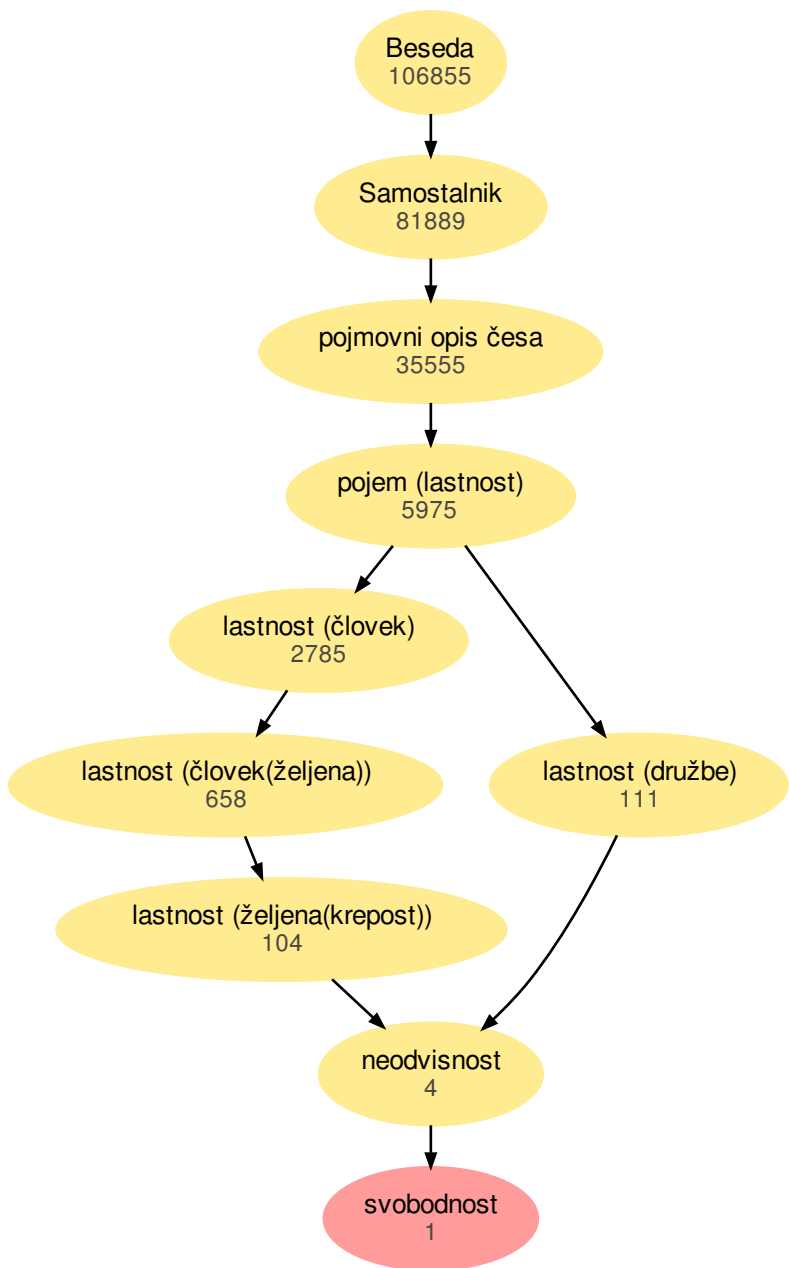 Beseda
106855
Samostalnik
81889
pojmovni opis česa
35555
pojem (lastnost)
5975
lastnost (človek)
2785
lastnost (človek(željena))
658
lastnost (družbe)
111
lastnost (željena(krepost))
104
neodvisnost
4
svobodnost
1